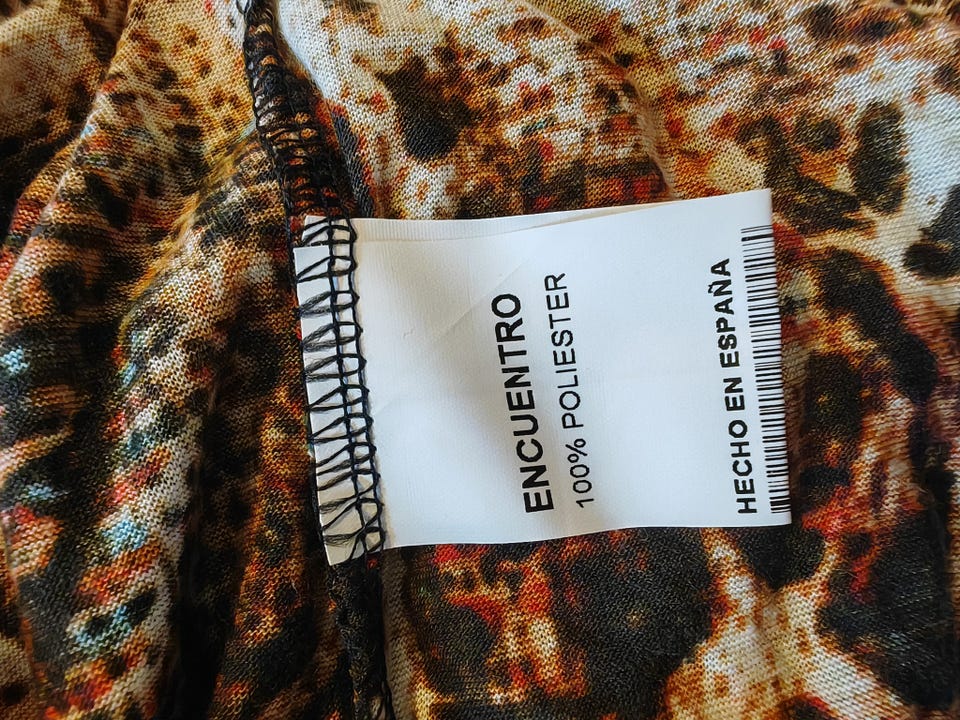 ENCUENTRO
100% POLIESTER
HECHO EN ESPAÑA